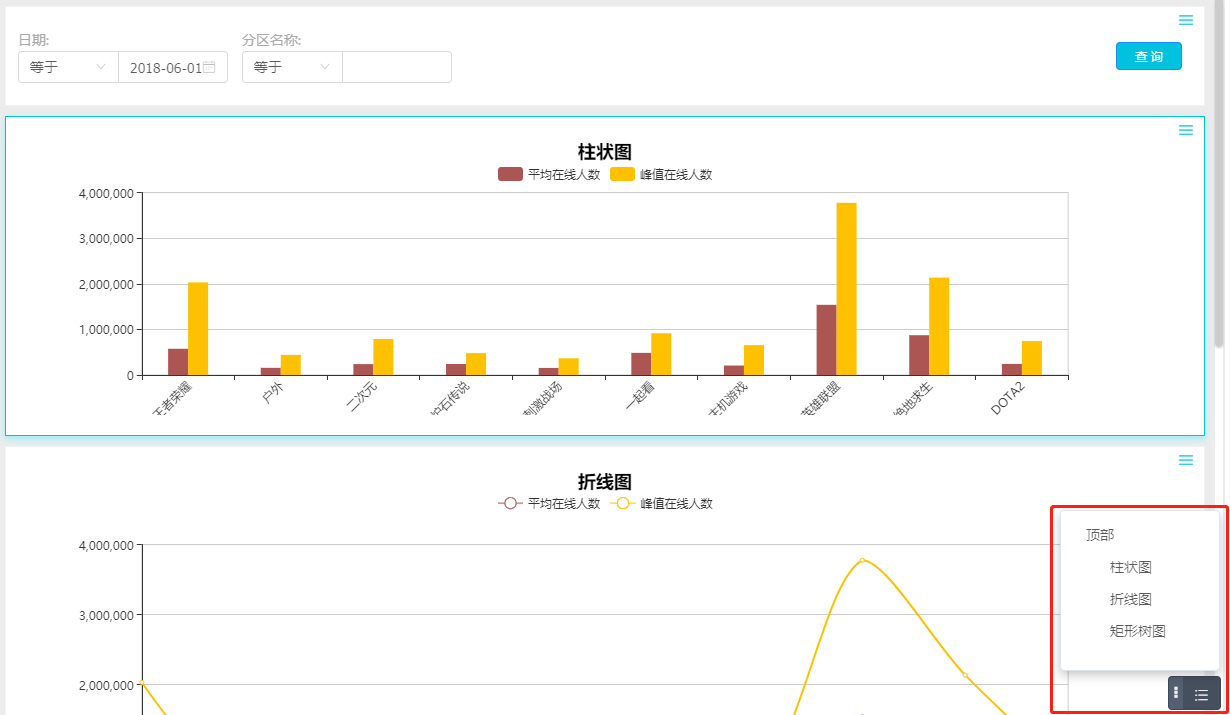 日期:
分区名称:
等于
2018-06-01
等于
查 询
柱状图
平均在线人数
峰值在线人数
4,000,000
3,000,000
2,000,000
1,000,000
0
王者荣耀
户外
二次元
炉石传说
刺激战场
一起看
主机游戏
英雄联盟
绝地求生
DOTA2
折线图
平均在线人数
峰值在线人数
4,000,000
3,000,000
2,000,000
顶部
柱状图
折线图
矩形树图